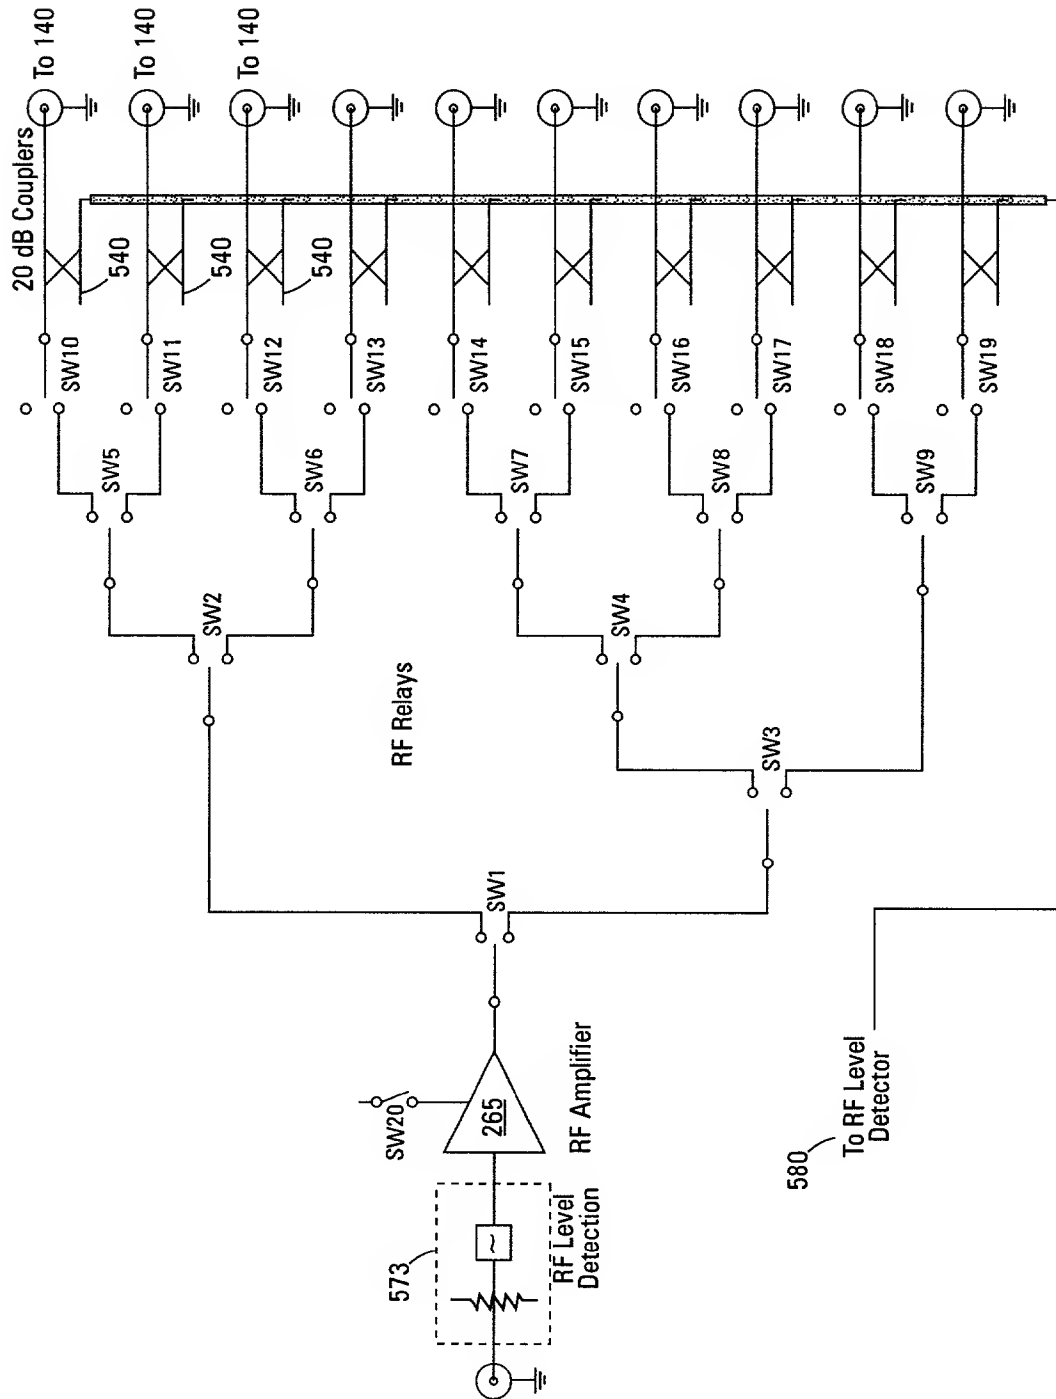 573
RF Level
Detection
SW20
265
RF Amplifier
580
To RF Level
Detector
SW1
SW2
SW3
RF Relays
SW4
SW5
SW6
SW7
SW8
SW9
SW10
SW11
SW12
SW13
SW14
SW15
SW16
SW17
SW18
SW19
20 dB Couplers
540
540
540
To 140
To 140
To 140